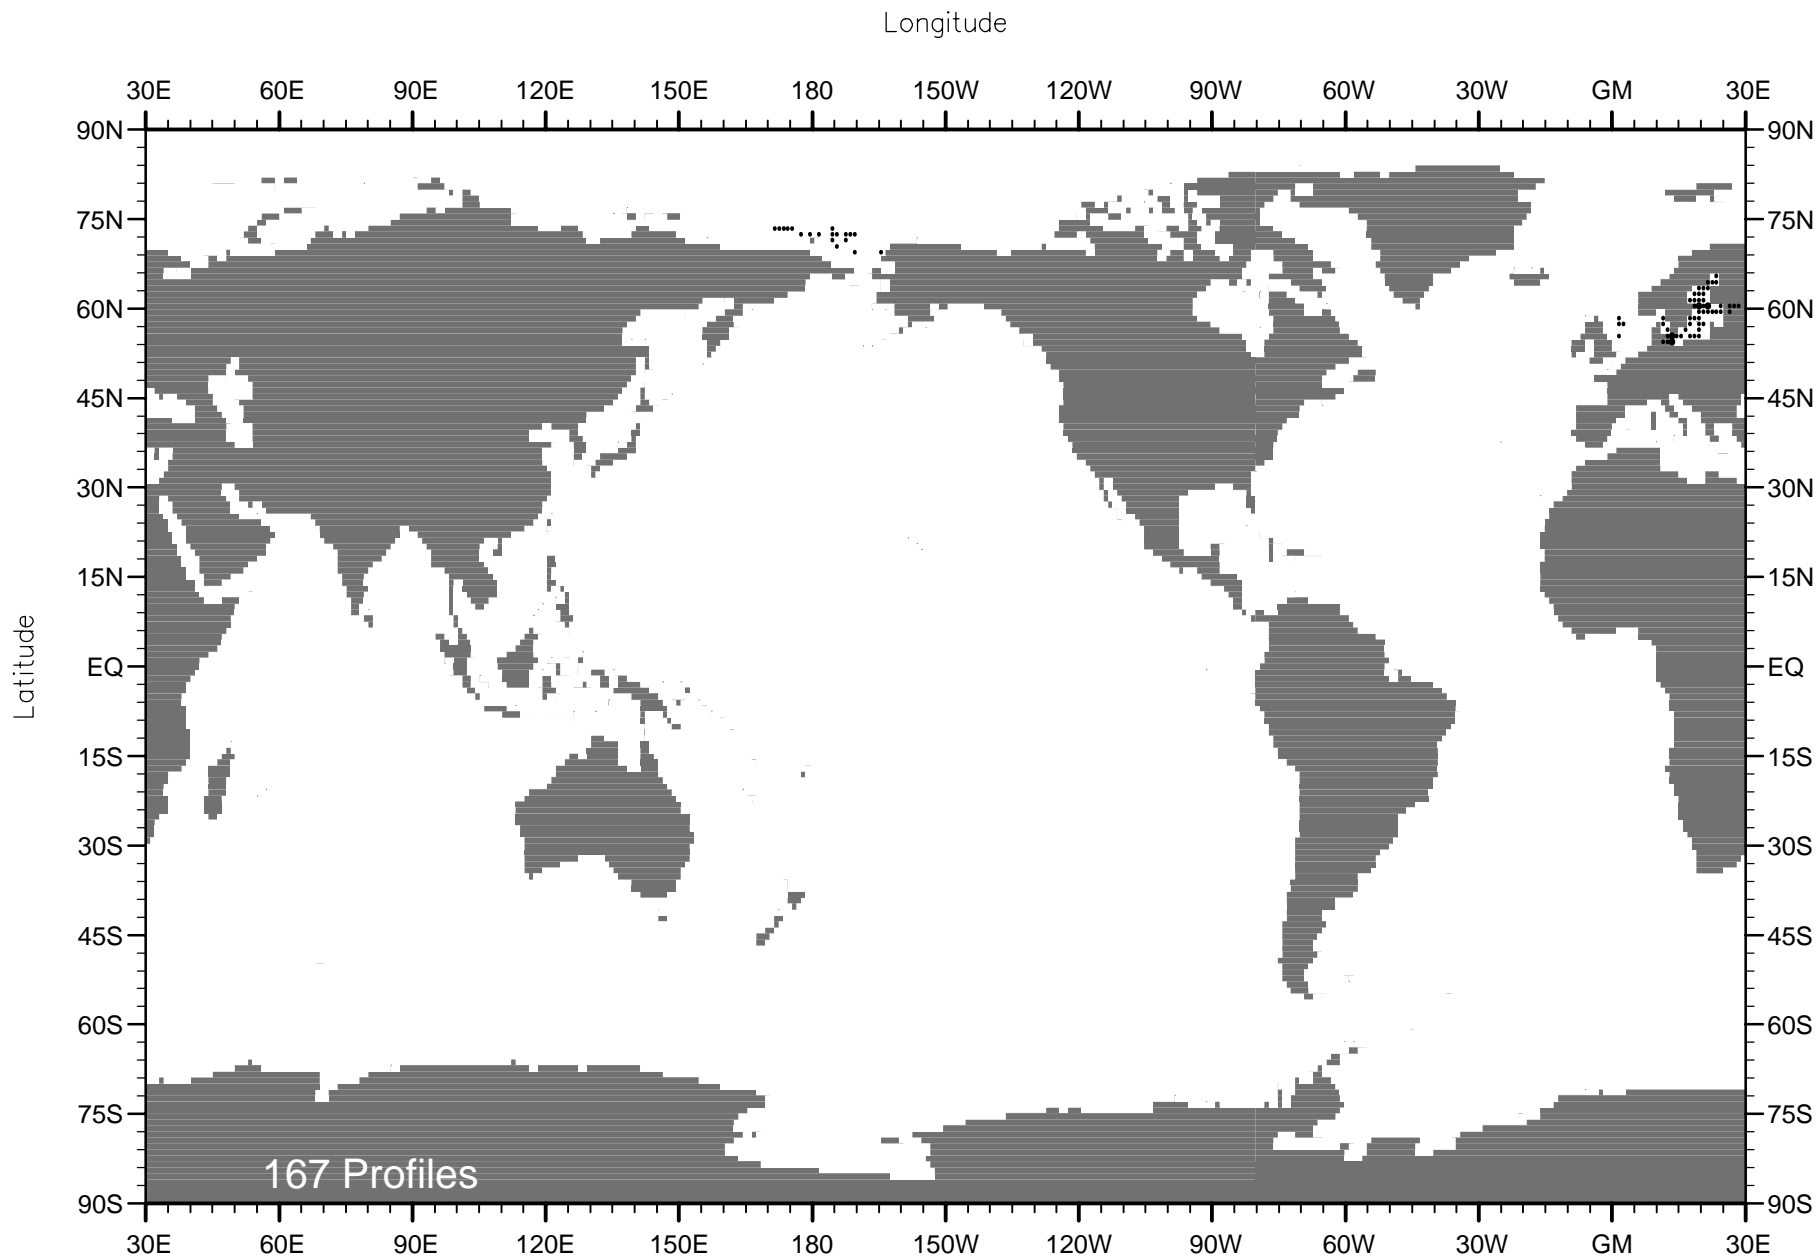 Longitude
30E 60E 90E 120E 150E 180 150W 120W 90W 60W 30W GM 30E
90N 90N
75N 75N
60N 60N
45N 45N
30N 30N
15N 15N
EQ EQ
Latitude
15S 15S
30S 30S
45S 45S
60S 60S
75S 75S
167 Profiles
90S 90S
30E 60E 90E 120E 150E 180 150W 120W 90W 60W 30W GM 30E